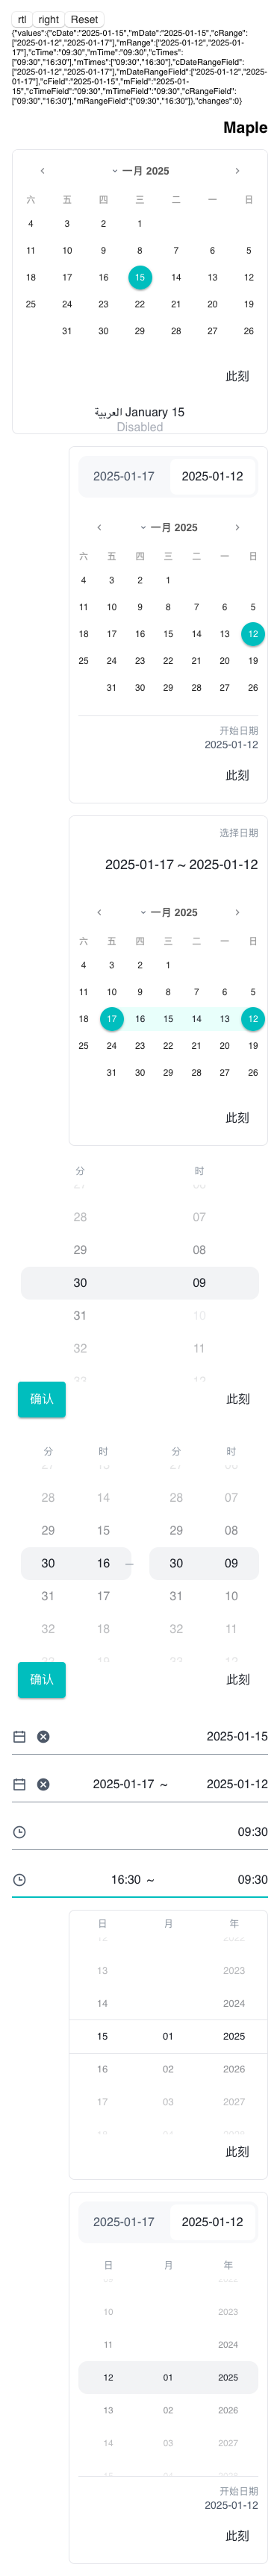 rtl right Reset
{"values":{"cDate":"2025-01-15","mDate":"2025-01-15","cRange":
["2025-01-12","2025-01-17"],"mRange":["2025-01-12","2025-01-
17"],"cTime":"09:30","mTime":"09:30","cTimes":
["09:30","16:30"],"mTimes":["09:30","16:30"],"cDateRangeField":
["2025-01-12","2025-01-17"],"mDateRangeField":["2025-01-12","2025-
01-17"],"cField":"2025-01-15","mField":"2025-01-
15","cTimeField":"09:30","mTimeField":"09:30","cRangeField":
["09:30","16:30"],"mRangeField":["09:30","16:30"]},"changes":0}
Maple
一月 2025
六 五 四 三 二 一 日
4 3 2 1
11 10 9 8 7 6 5
18 17 16 15 14 13 12
25 24 23 22 21 20 19
31 30 29 28 27 26
此刻
العربية January 15
Disabled
2025-01-17 2025-01-12
一月 2025
六 五 四 三 二 一 日
4 3 2 1
11 10 9 8 7 6 5
18 17 16 15 14 13 12
25 24 23 22 21 20 19
31 30 29 28 27 26
开始日期
2025-01-12
此刻
选择日期
2025-01-17 ~ 2025-01-12
一月 2025
六 五 四 三 二 一 日
4 3 2 1
11 10 9 8 7 6 5
18 17 16 15 14 13 12
25 24 23 22 21 20 19
31 30 29 28 27 26
此刻
分 时
28 07
29 08
30 09
31 10
32 11
确认 此刻
分 时 分 时
28 14 28 07
29 15 29 08
30 16 — 30 09
31 17 31 10
32 18 32 11
确认 此刻
2025-01-15
2025-01-17 ~ 2025-01-12
09:30
16:30 ~ 09:30
日 月 年
13 2023
14 2024
15 01 2025
16 02 2026
17 03 2027
此刻
2025-01-17 2025-01-12
日 月 年
10 2023
11 2024
12 01 2025
13 02 2026
14 03 2027
开始日期
2025-01-12
此刻